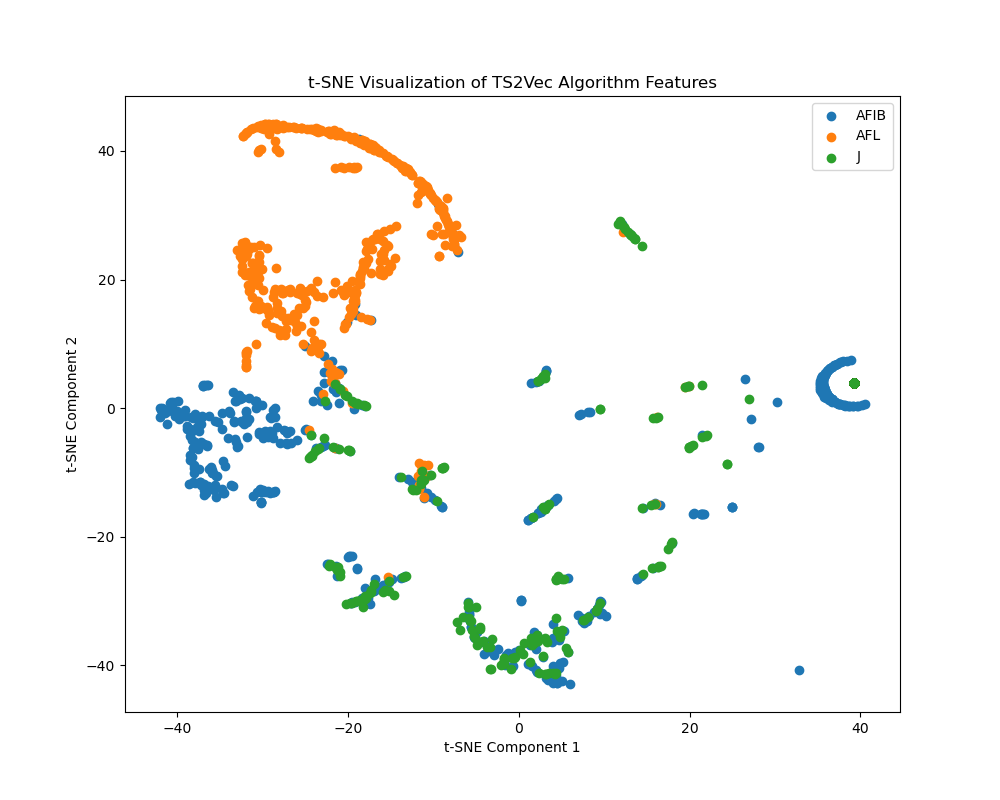 t-SNE Visualization of TS2Vec Algorithm Features
AFIB
AFL
J
t-SNE Component 2
40
20
0
−20
−40
−40
−20
0
20
40
t-SNE Component 1